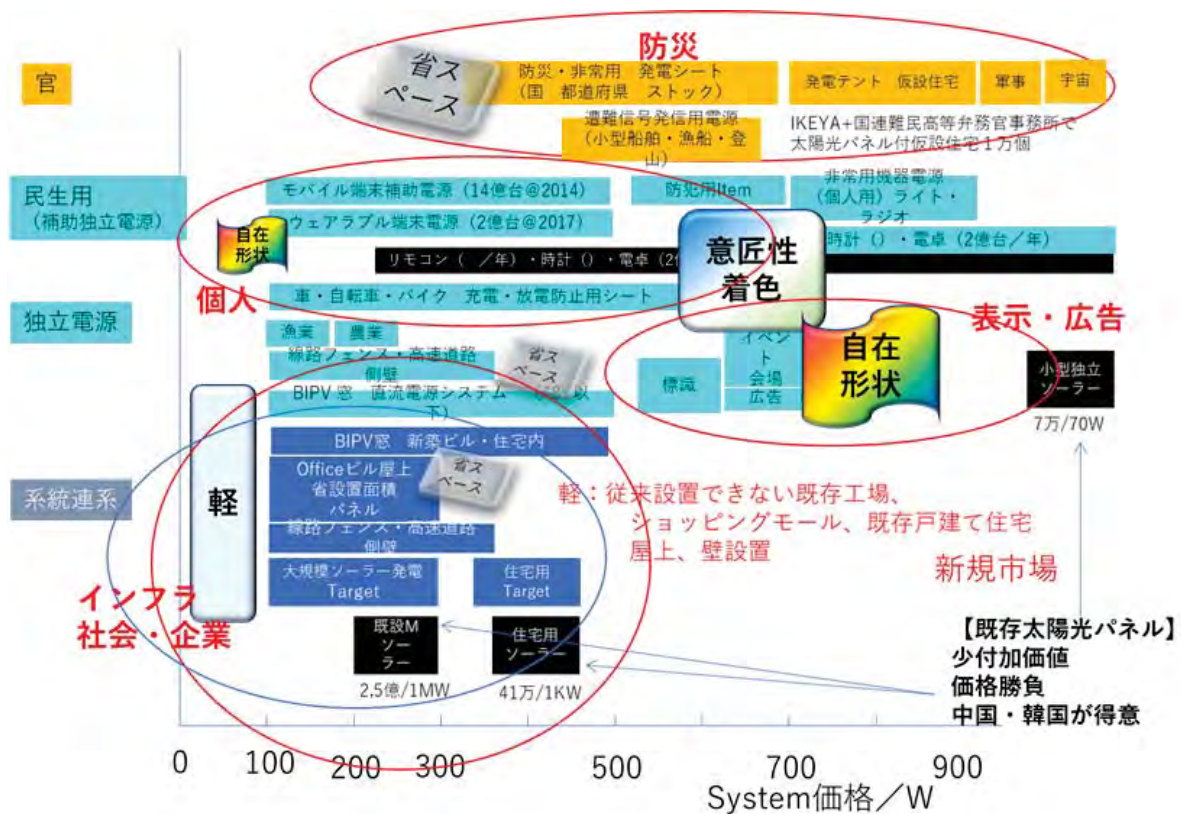 防災
官
省ス
ペース
防災・非常用 発電シート
(国 都道府県 ストック)
発電テント 仮設住宅
軍事
宇宙
遭難信号発信用電源
(小型船舶・漁船・登
山)
IKEYA+国連難民高等弁務官事務所で
太陽光パネル付仮設住宅1万個
民生用
(補助独立電源)
モバイル端末補助電源(14億台@2014)
防犯用Item
非常用機器電源
(個人用)ライト・
ラジオ
ウェアラブル端末電源(2億台@2017)
時計()・電卓(2億台/年)
自在
形状
リモコン( /年)・時計()・電卓(2
意匠性
着色
個人
車・自転車・バイク 充電・放電防止用シート
独立電源
漁業
農業
線路フェンス・高速道路
側壁
省ス
ペース
表示・広告
イベン
ト
会場
広告
標識
自在
形状
小型独立
ソーラー
7万/70W
BIPV 窓 直流電源システム
以
下)
BIPV窓 新築ビル・住宅内
軽
Officeビル屋上
省設置面積
パネル
省ス
ペース
系統連系
線路フェンス・高速道路
側壁
軽:従来設置できない既存工場、
ショッピングモール、既存戸建て住宅
屋上、壁設置
新規市場
大規模ソーラー発電
Target
住宅用
Target
インフラ
社会・企業
既設M
ソー
ラー
2.5億/1MW
住宅用
ソーラー
41万/1KW
【既存太陽光パネル】
少付加価値
価格勝負
中国・韓国が得意
0 100 200 300 500 700 900
System価格/W